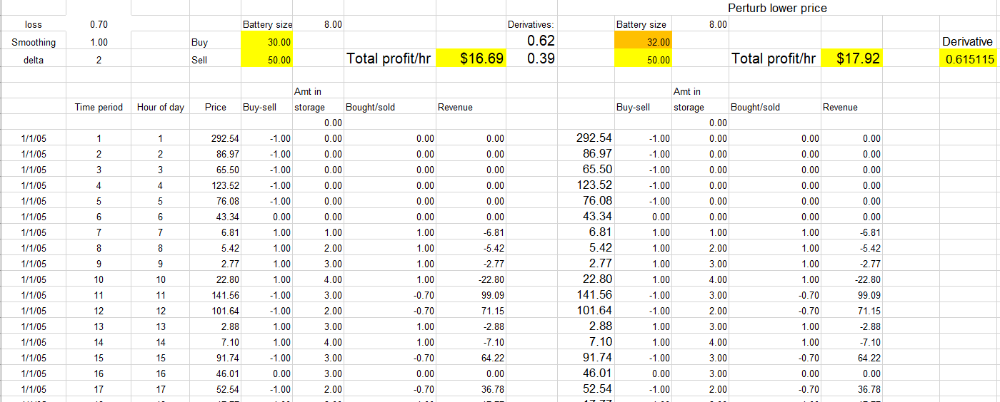 Perturb lower price
loss 0.70 Battery size 8.00 Derivatives: Battery size 8.00
Smoothing 1.00 Buy 30.00 0.62 32.00 Derivative
delta 2 Sell 50.00 Total profit/hr $16.69 0.39 50.00 Total profit/hr $17.92 0.615115
Amt in Amt in
Time period Hour of day Price Buy-sell storage Bought/sold Revenue Buy-sell storage Bought/sold Revenue
0.00 0.00
1/1/05 1 1 292.54 -1.00 0.00 0.00 0.00 292.54 -1.00 0.00 0.00 0.00
1/1/05 2 2 86.97 -1.00 0.00 0.00 0.00 86.97 -1.00 0.00 0.00 0.00
1/1/05 3 3 65.50 -1.00 0.00 0.00 0.00 65.50 -1.00 0.00 0.00 0.00
1/1/05 4 4 123.52 -1.00 0.00 0.00 0.00 123.52 -1.00 0.00 0.00 0.00
1/1/05 5 5 76.08 -1.00 0.00 0.00 0.00 76.08 -1.00 0.00 0.00 0.00
1/1/05 6 6 43.34 0.00 0.00 0.00 0.00 43.34 0.00 0.00 0.00 0.00
1/1/05 7 7 6.81 1.00 1.00 1.00 -6.81 6.81 1.00 1.00 1.00 -6.81
1/1/05 8 8 5.42 1.00 2.00 1.00 -5.42 5.42 1.00 2.00 1.00 -5.42
1/1/05 9 9 2.77 1.00 3.00 1.00 -2.77 2.77 1.00 3.00 1.00 -2.77
1/1/05 10 10 22.80 1.00 4.00 1.00 -22.80 22.80 1.00 4.00 1.00 -22.80
1/1/05 11 11 141.56 -1.00 3.00 -0.70 99.09 141.56 -1.00 3.00 -0.70 99.09
1/1/05 12 12 101.64 -1.00 2.00 -0.70 71.15 101.64 -1.00 2.00 -0.70 71.15
1/1/05 13 13 2.88 1.00 3.00 1.00 -2.88 2.88 1.00 3.00 1.00 -2.88
1/1/05 14 14 7.10 1.00 4.00 1.00 -7.10 7.10 1.00 4.00 1.00 -7.10
1/1/05 15 15 91.74 -1.00 3.00 -0.70 64.22 91.74 -1.00 3.00 -0.70 64.22
1/1/05 16 16 46.01 0.00 3.00 0.00 0.00 46.01 0.00 3.00 0.00 0.00
1/1/05 17 17 52.54 -1.00 2.00 -0.70 36.78 52.54 -1.00 2.00 -0.70 36.78